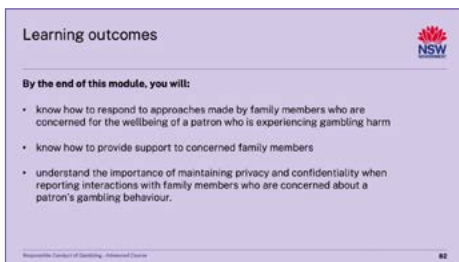 Learning outcomes
NSW
GOVERNMENT
By the end of this module, you will:
• know how to respond to approaches made by family members who are
concerned for the wellbeing of a patron who is experiencing gambling harm
• know how to provide support to concerned family members
• understand the importance of maintaining privacy and confidentiality when
reporting interactions with family members who are concerned about a
patron's gambling behaviour.
Responsible Conduct of Gambling - Advanced Course
82